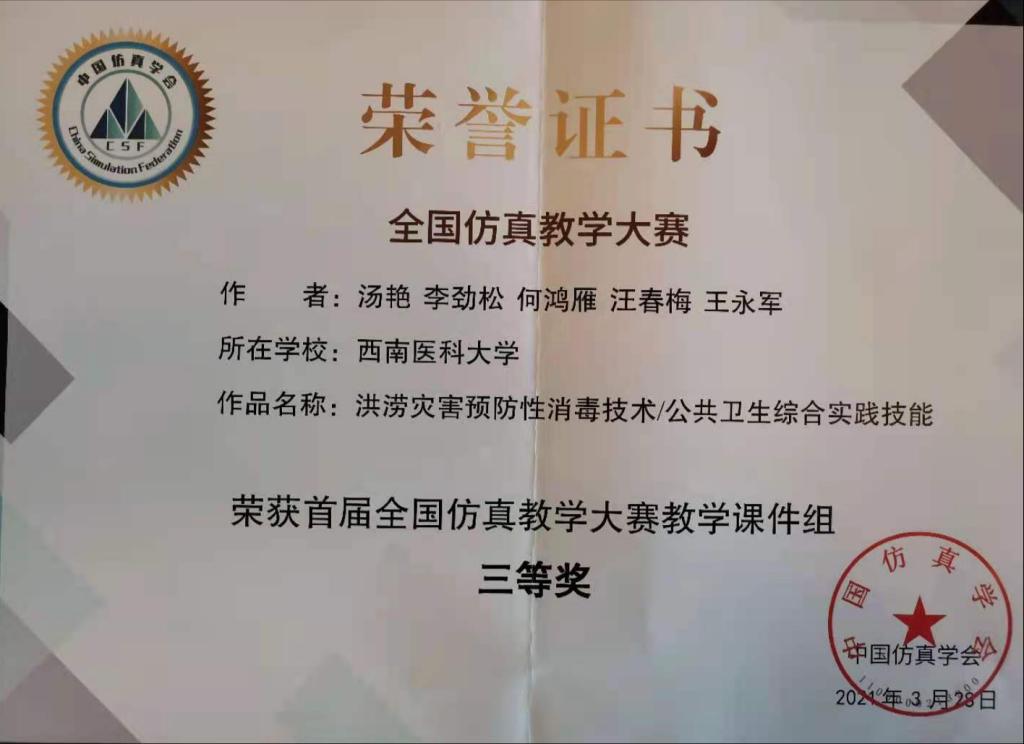 中国仿真学会
CSF
China Simulation Federation
荣誉证书
全国仿真教学大赛
作 者：汤艳 李劲松 何鸿雁 汪春梅 王永军
所在学校：西南医科大学
作品名称：洪涝灾害预防性消毒技术/公共卫生综合实践技能
荣获首届全国仿真教学大赛教学课件组
三等奖
中国仿真学会
中国仿真学会
2021年3月28日